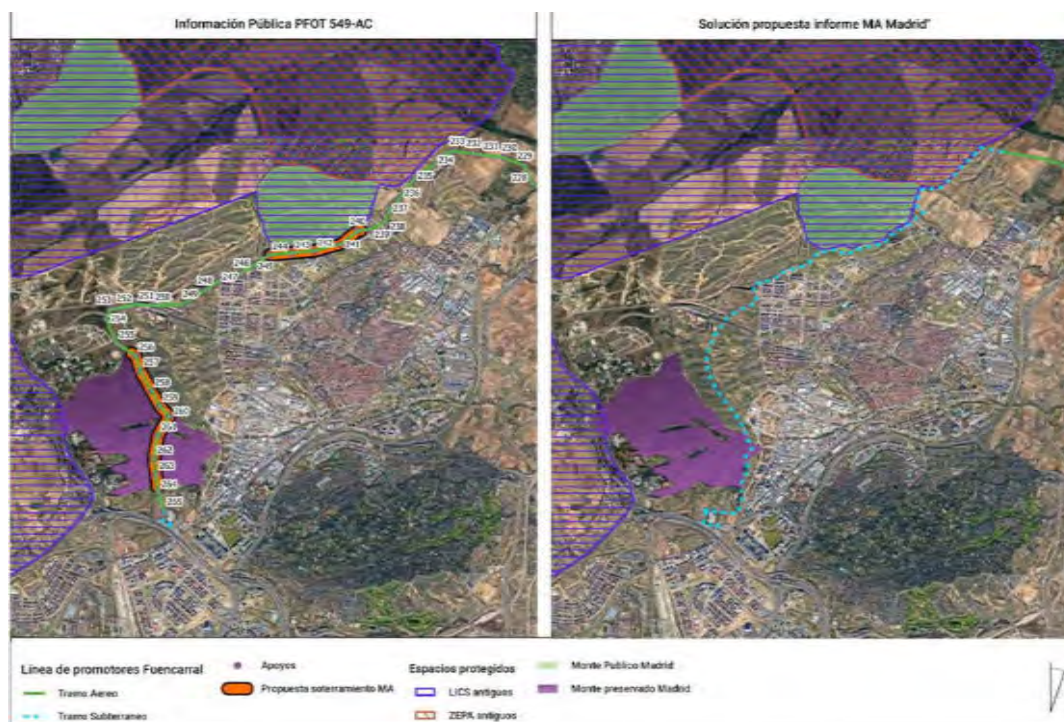 Información Pública PFOT 549-AC
Solución propuesta informe MA Madrid"
233 232 231 230
229
228
234
235
236
237
238
239
240
241
242
243
244
245
246
247
248
249
251
252
253
254
255
256
257
258
259
260
261
262
263
264
265
Línea de promotores Fuencarral
Tramo Aereo
Tramo Subterraneo
Apoyos
Propuesta soterramiento MA
Espacios protegidos
LICS antiguos
ZEPA antiguos
Monte Publico Madrid
Monte preservado Madrid